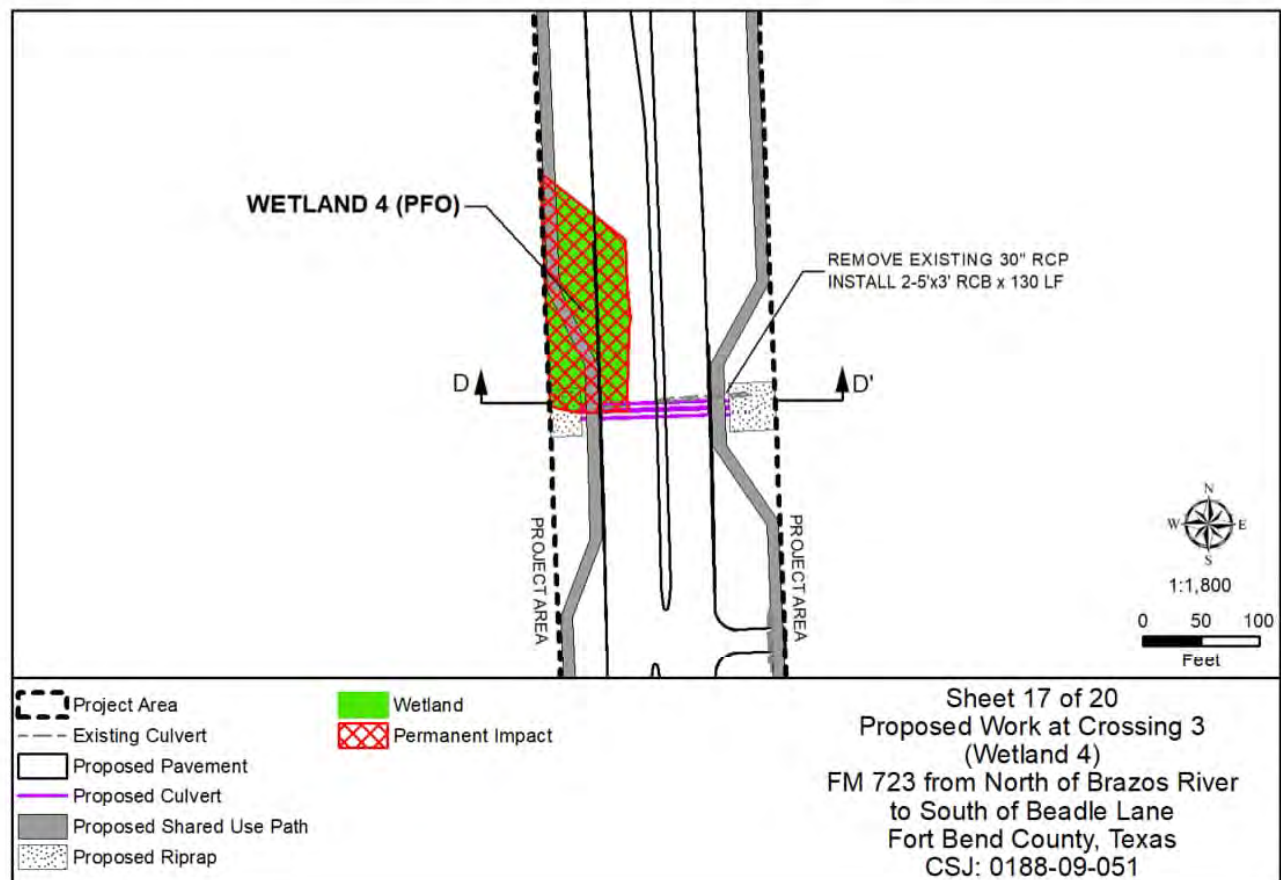 WETLAND 4 (PFO)
REMOVE EXISTING 30" RCP
INSTALL 2-5'x3' RCB x 130 LF
D
D'
PROJECT AREA
PROJECT AREA
N
W
E
S
1:1,800
0 50 100
Feet
Project Area
Existing Culvert
Proposed Pavement
Proposed Culvert
Proposed Shared Use Path
Proposed Riprap
Wetland
Permanent Impact
Sheet 17 of 20
Proposed Work at Crossing 3
(Wetland 4)
FM 723 from North of Brazos River
to South of Beadle Lane
Fort Bend County, Texas
CSJ: 0188-09-051